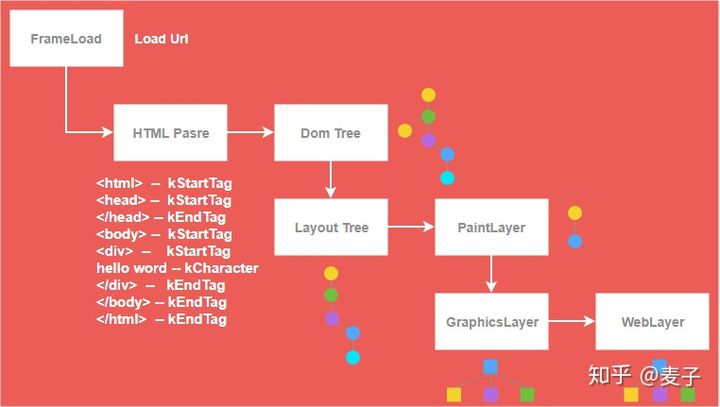 FrameLoad
Load Url
HTML Pasre
Dom Tree
<html> -- kStartTag
<head> -- kStartTag
</head> -- kEndTag
<body> -- kStartTag
<div> -- kStartTag
hello word -- kCharacter
</div> -- kEndTag
</body> -- kEndTag
</html> -- kEndTag
Layout Tree
PaintLayer
GraphicsLayer
WebLayer
知乎 @麦子